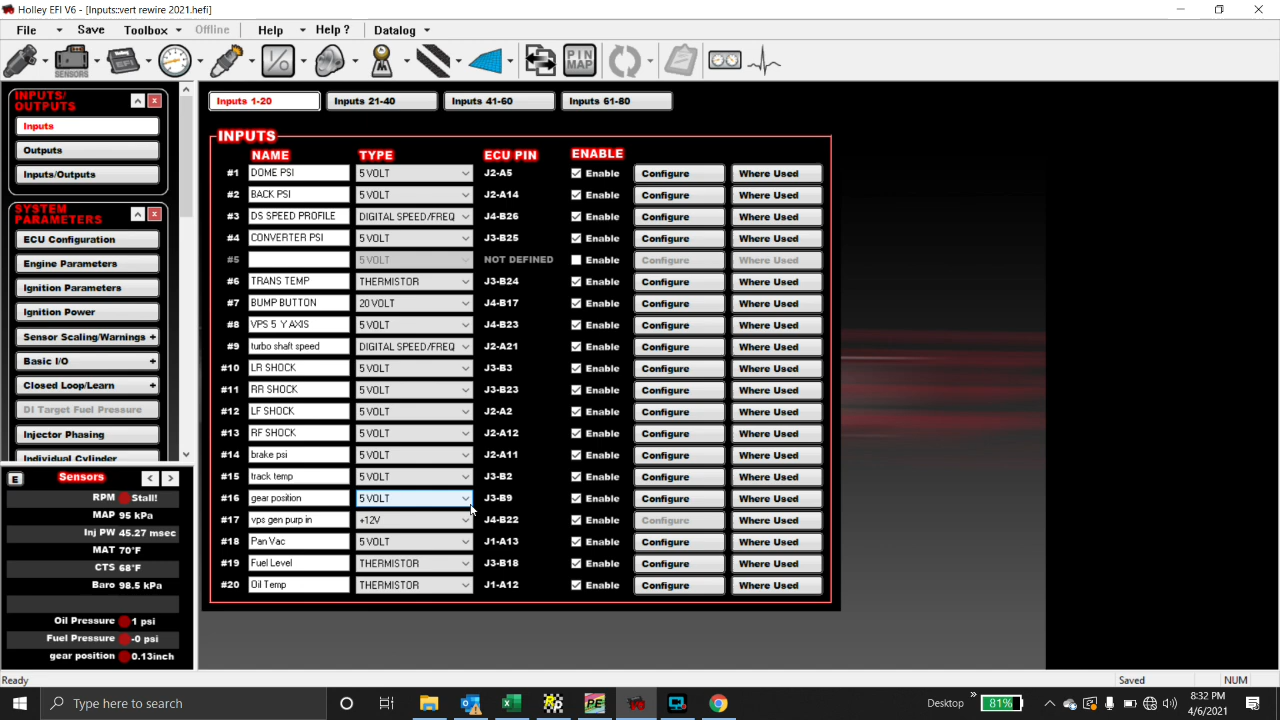 Holley EFI V6 - [Inputs::vert rewire 2021.hefi]
File Save Toolbox Offline Help Help ? Datalog
SENSORS EFI I/O PIN MAP
INPUTS/
OUTPUTS
Inputs
Outputs
Inputs/Outputs
SYSTEM
PARAMETERS
ECU Configuration
Engine Parameters
Ignition Parameters
Ignition Power
Sensor Scaling/Warnings +
Basic I/O +
Closed Loop/Learn +
DI Target Fuel Pressure
Injector Phasing
Individual Cylinder
E Sensors < >
RPM Stall!
MAP 95 kPa
Inj PW 45.27 msec
MAT 70°F
CTS 68°F
Baro 98.5 kPa
Oil Pressure 1 psi
Fuel Pressure -0 psi
gear position 0.13inch
Inputs 1-20 Inputs 21-40 Inputs 41-60 Inputs 61-80
INPUTS
NAME TYPE ECU PIN ENABLE
#1 DOME PSI 5 VOLT J2-A5 Enable Configure Where Used
#2 BACK PSI 5 VOLT J2-A14 Enable Configure Where Used
#3 DS SPEED PROFILE DIGITAL SPEED/FREQ J4-B26 Enable Configure Where Used
#4 CONVERTER PSI 5 VOLT J3-B25 Enable Configure Where Used
#5 5 VOLT NOT DEFINED Enable Configure Where Used
#6 TRANS TEMP THERMISTOR J3-B24 Enable Configure Where Used
#7 BUMP BUTTON 20 VOLT J4-B17 Enable Configure Where Used
#8 VPS 5 Y AXIS 5 VOLT J4-B23 Enable Configure Where Used
#9 turbo shaft speed DIGITAL SPEED/FREQ J2-A21 Enable Configure Where Used
#10 LR SHOCK 5 VOLT J3-B3 Enable Configure Where Used
#11 RR SHOCK 5 VOLT J3-B23 Enable Configure Where Used
#12 LF SHOCK 5 VOLT J2-A2 Enable Configure Where Used
#13 RF SHOCK 5 VOLT J2-A12 Enable Configure Where Used
#14 brake psi 5 VOLT J2-A11 Enable Configure Where Used
#15 track temp 5 VOLT J3-B2 Enable Configure Where Used
#16 gear position 5 VOLT J3-B9 Enable Configure Where Used
#17 vps gen purp in +12V J4-B22 Enable Configure Where Used
#18 Pan Vac 5 VOLT J1-A13 Enable Configure Where Used
#19 Fuel Level THERMISTOR J3-B18 Enable Configure Where Used
#20 Oil Temp THERMISTOR J1-A12 Enable Configure Where Used
Ready Saved NUM
Type here to search Desktop 81% 8:32 PM
4/6/2021